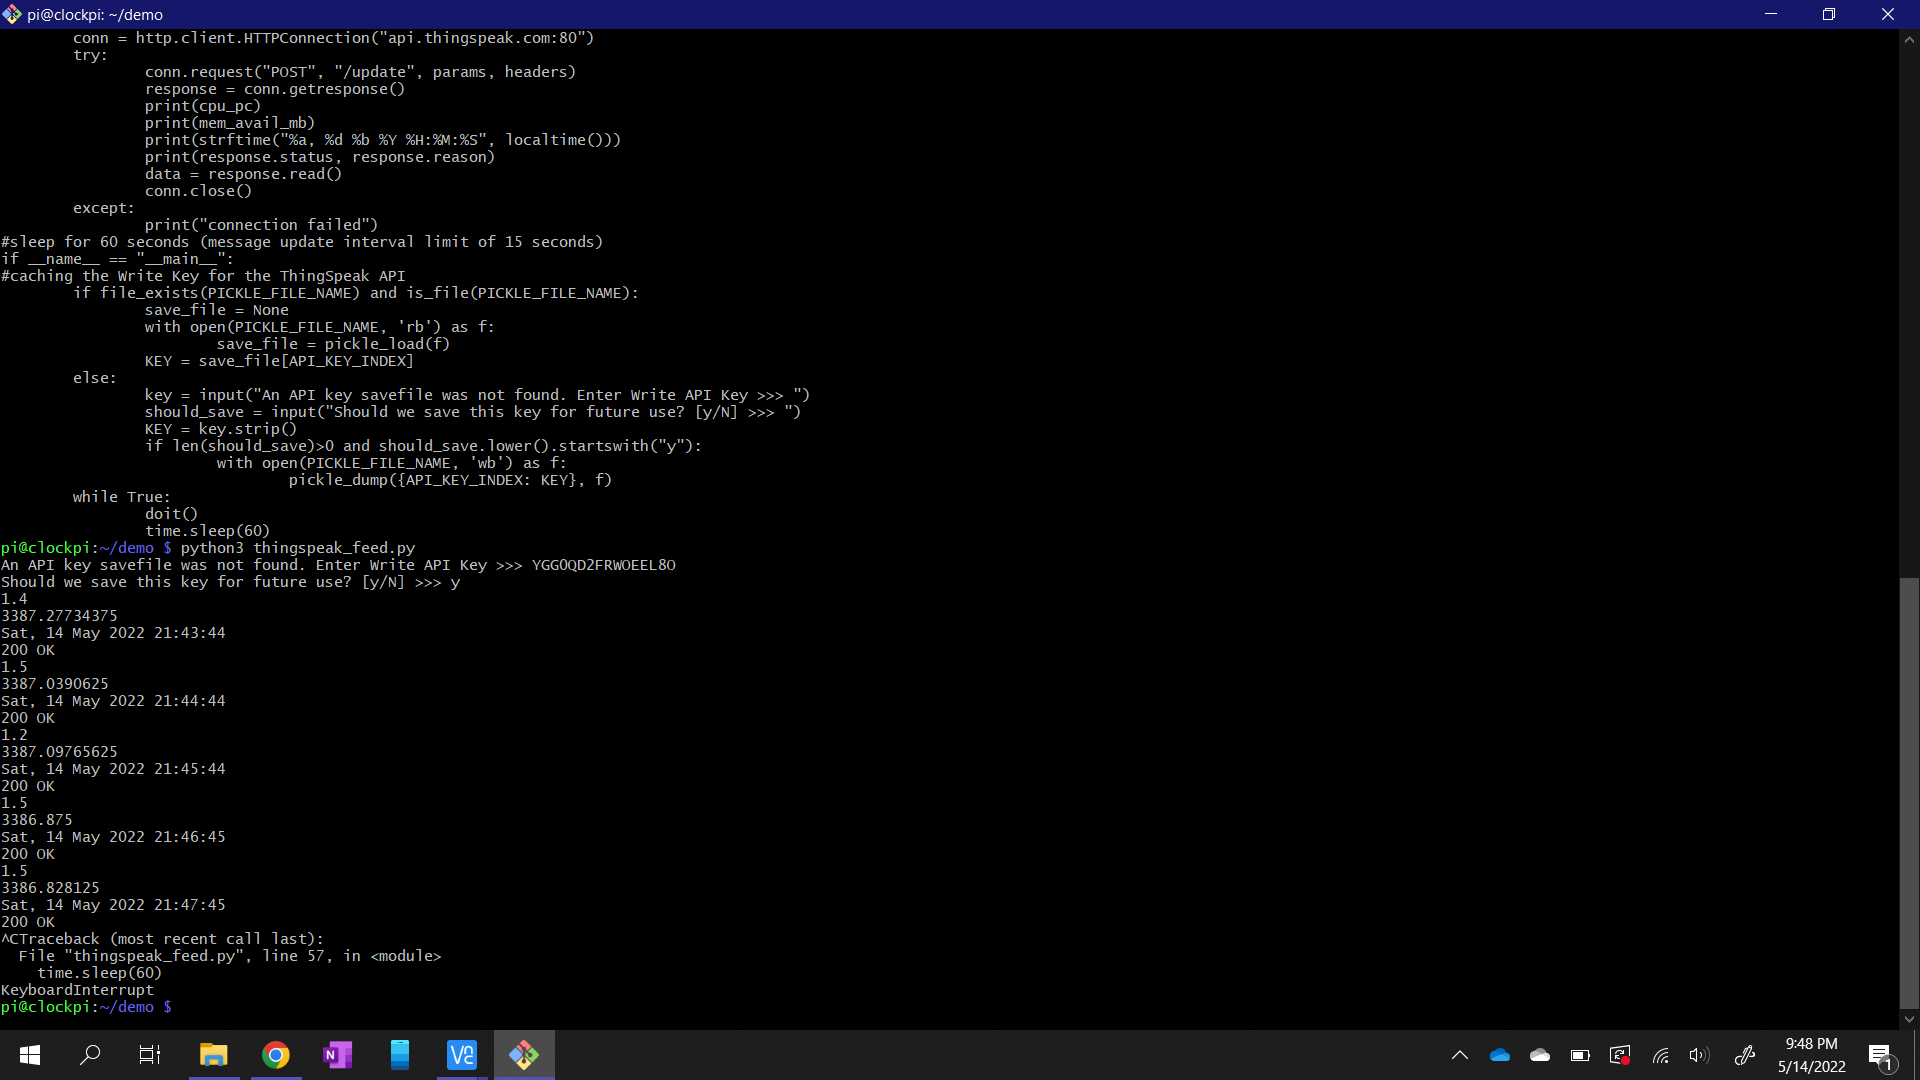 pi@clockpi: ~/demo
        conn = http.client.HTTPConnection("api.thingspeak.com:80")
        try:
                conn.request("POST", "/update", params, headers)
                response = conn.getresponse()
                print(cpu_pc)
                print(mem_avail_mb)
                print(strftime("%a, %d %b %Y %H:%M:%S", localtime()))
                print(response.status, response.reason)
                data = response.read()
                conn.close()
        except:
                print("connection failed")
#sleep for 60 seconds (message update interval limit of 15 seconds)
if __name__ == "__main__":
#caching the Write Key for the ThingSpeak API
        if file_exists(PICKLE_FILE_NAME) and is_file(PICKLE_FILE_NAME):
                save_file = None
                with open(PICKLE_FILE_NAME, 'rb') as f:
                        save_file = pickle_load(f)
                KEY = save_file[API_KEY_INDEX]
        else:
                key = input("An API key savefile was not found. Enter Write API Key >>> ")
                should_save = input("Should we save this key for future use? [y/N] >>> ")
                KEY = key.strip()
                if len(should_save)>0 and should_save.lower().startswith("y"):
                        with open(PICKLE_FILE_NAME, 'wb') as f:
                                pickle_dump({API_KEY_INDEX: KEY}, f)
        while True:
                doit()
                time.sleep(60)
pi@clockpi:~/demo $ python3 thingspeak_feed.py
An API key savefile was not found. Enter Write API Key >>> YGG0QD2FRWOEEL8O
Should we save this key for future use? [y/N] >>> y
1.4
3387.27734375
Sat, 14 May 2022 21:43:44
200 OK
1.5
3387.0390625
Sat, 14 May 2022 21:44:44
200 OK
1.2
3387.09765625
Sat, 14 May 2022 21:45:44
200 OK
1.5
3386.875
Sat, 14 May 2022 21:46:45
200 OK
1.5
3386.828125
Sat, 14 May 2022 21:47:45
200 OK
^CTraceback (most recent call last):
  File "thingspeak_feed.py", line 57, in <module>
    time.sleep(60)
KeyboardInterrupt
pi@clockpi:~/demo $
N
VC
9:48 PM
5/14/2022
1